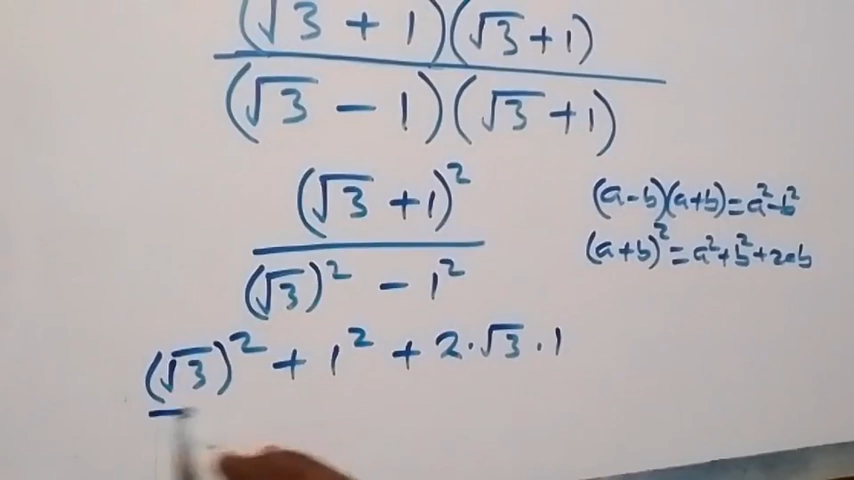 (√3 + 1)(√3+1)
(√3 − 1)(√3+1)
(√3 +1)²
(√3)² − 1²
(a-b)(a+b)=a²-b²
(a+b)²=a²+b²+2ab
(√3)² + 1² + 2·√3·1